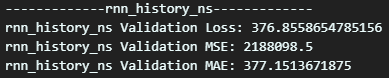 -------------rnn_history_ns-------------
rnn_history_ns Validation Loss: 376.8558654785156
rnn_history_ns Validation MSE: 2188098.5
rnn_history_ns Validation MAE: 377.1513671875